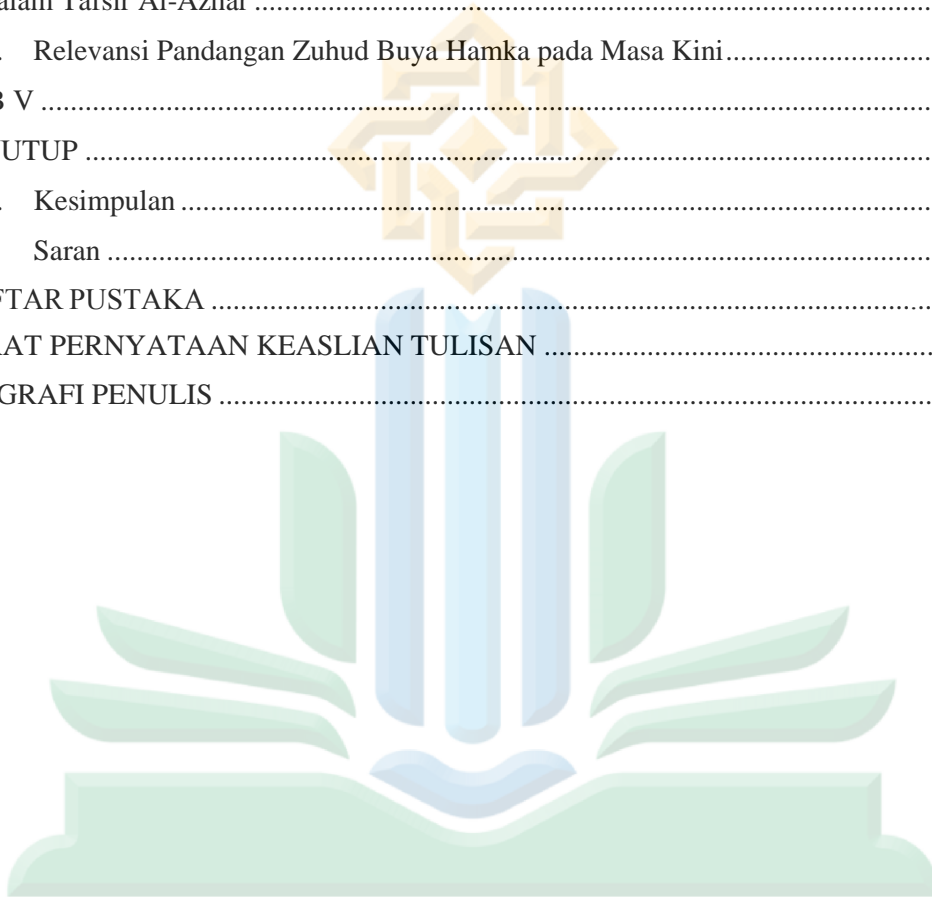 alam Tafsir Al-Azhar ........................................................................................................
. Relevansi Pandangan Zuhud Buya Hamka pada Masa Kini ................................
B V ........................................................................................................................
UTUP ....................................................................................................................
. Kesimpulan ........................................................................................................
Saran ....................................................................................................................
FTAR PUSTAKA ................................................................................................
RAT PERNYATAAN KEASLIAN TULISAN ........................................................
GRAFI PENULIS ................................................................................................